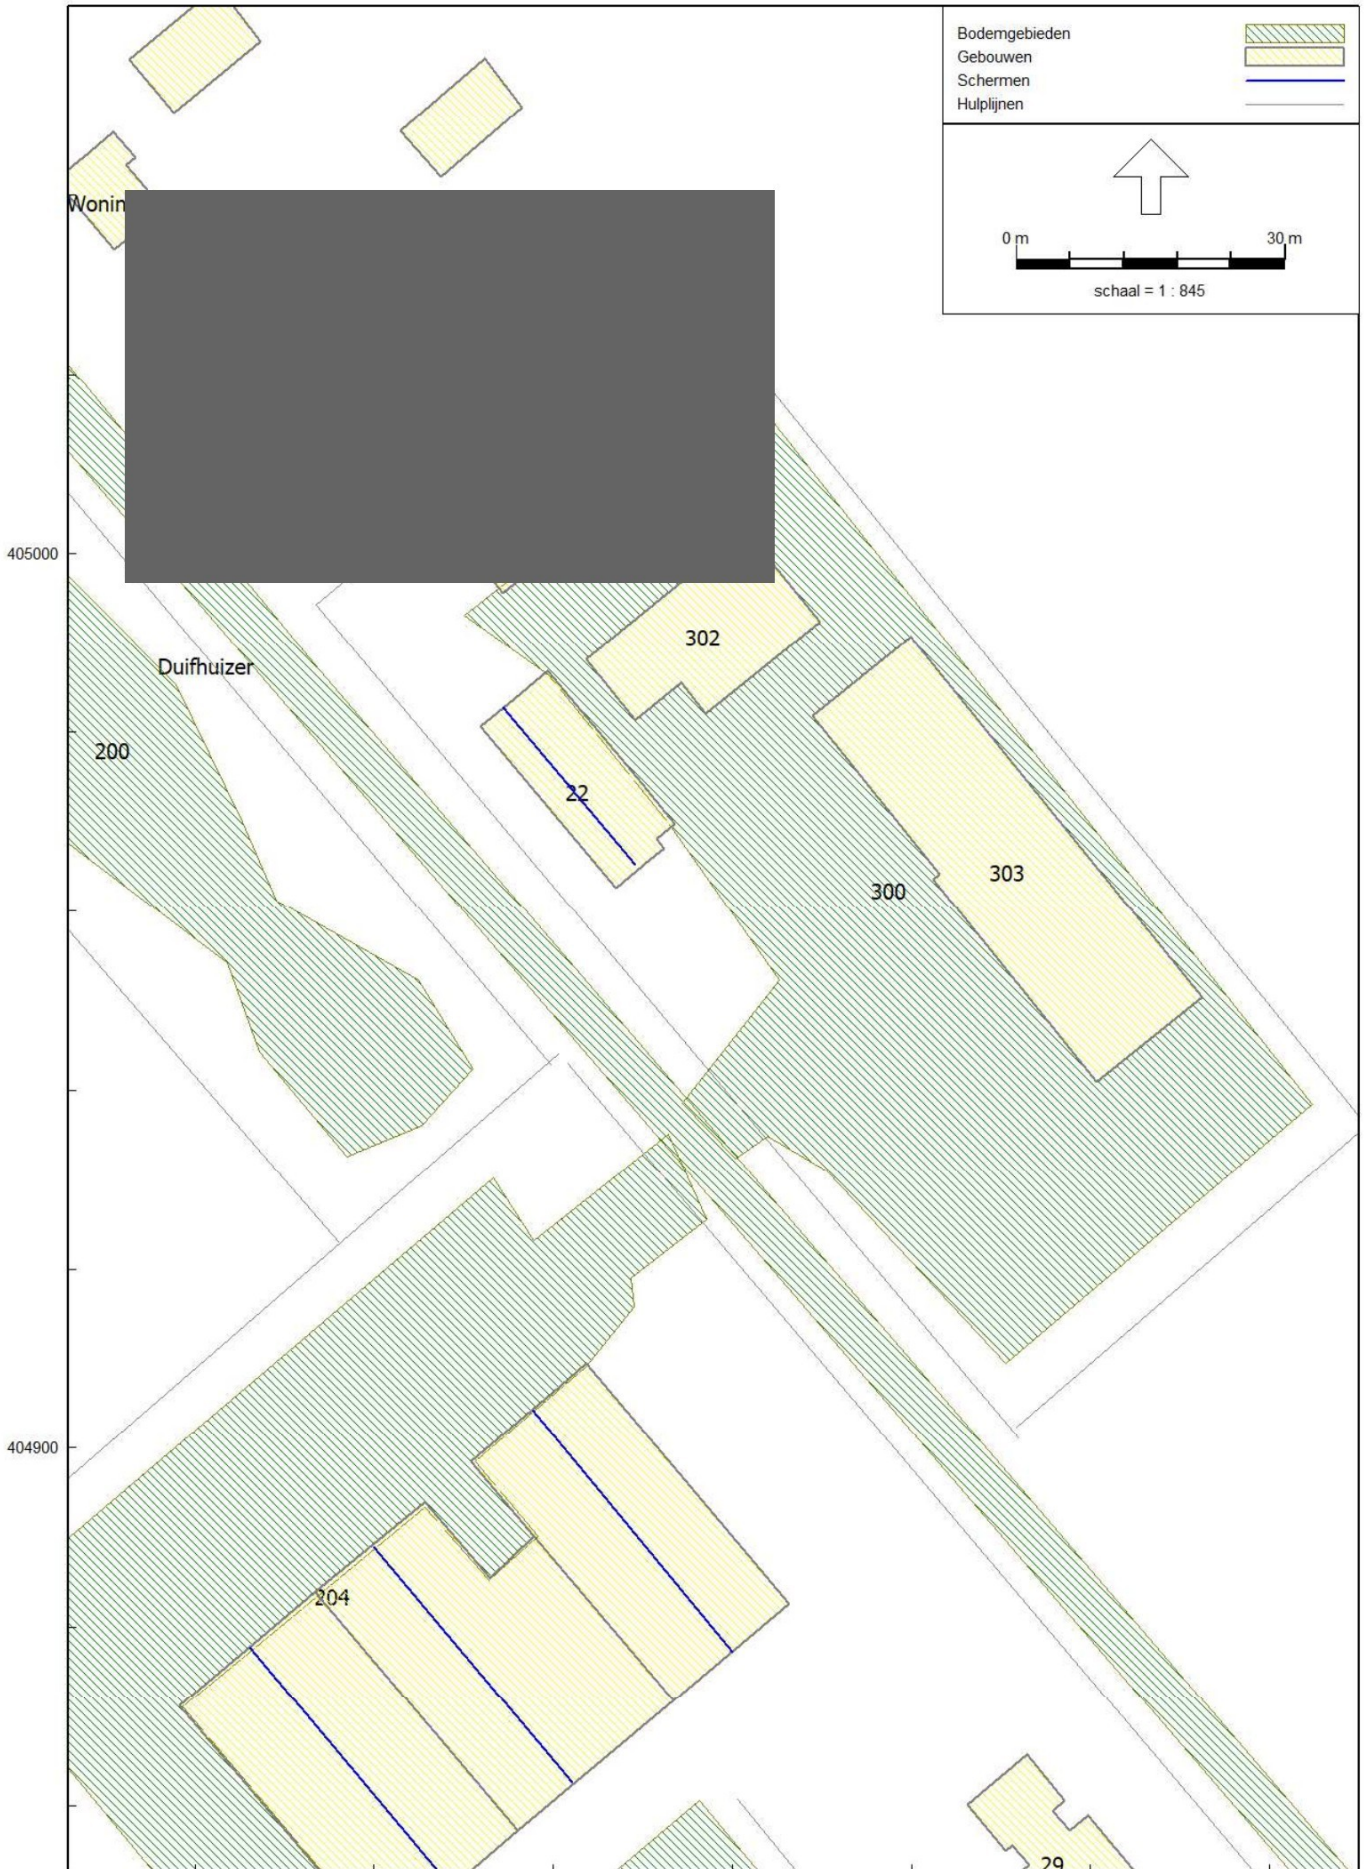 Bodemgebieden
Gebouwen
Schermen
Hulplijnen
0 m 30 m
schaal = 1 : 845
Wonin
405000
302
Duifhuizer
200
22
303
300
404900
204
29